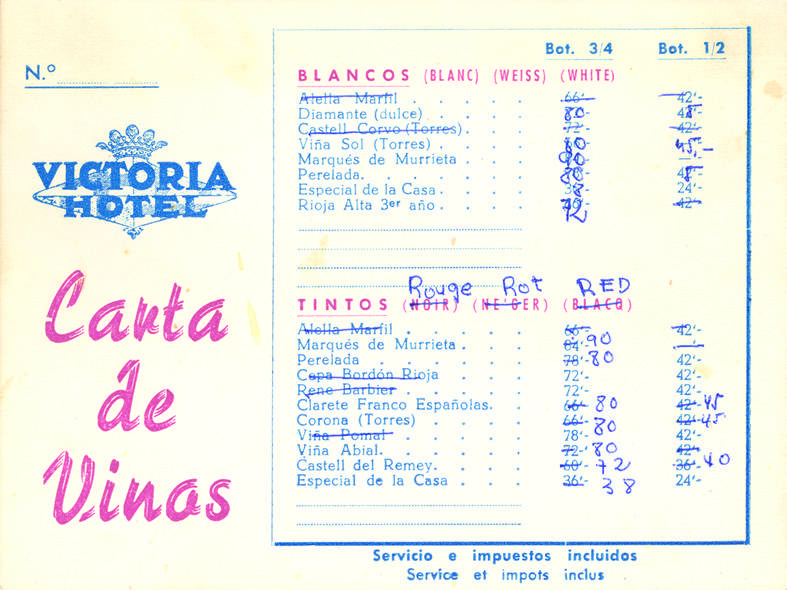 N.º
VICTORIA
HOTEL
Carta
de
Vinos
Bot. 3/4 Bot. 1/2
BLANCOS (BLANC) (WEISS) (WHITE)
Alella Marfil . . . . . 66'- 42'-
Diamante (dulce) . . . . 80
Castell Corvo (Torres) . . . . 72'- 42'-
Viña Sol (Torres) . . . . 80 45,-
Marqués de Murrieta . . . . 90
Perelada. . . . . . 80
Especial de la Casa . . . . 24'-
Rioja Alta 3er año . . . . 72 42'-
Rouge Rot RED
TINTOS (NOIR) (NEGER) (BLACQ)
Alella Marfil . . . . 66'- 42'-
Marqués de Murrieta . . . 84'- 90
Perelada . . . . 78'- 80 42'-
Cepa Bordón Rioja . . 72'- 42'-
Rene Barbier . . . . 72'- 42'-
Clarete Franco Españolas. . 66'- 80 42'- 45
Corona (Torres) . . . . 66'- 80 42'- 45
Viña Pomal . . . . 78'- 42'-
Viña Abial. . . . . 72'- 80 42'-
Castell del Remey. . . . 60'- 72 36'- 40
Especial de la Casa . . . 36'- 38 24'-
Servicio e impuestos incluidos
Service et impots inclus